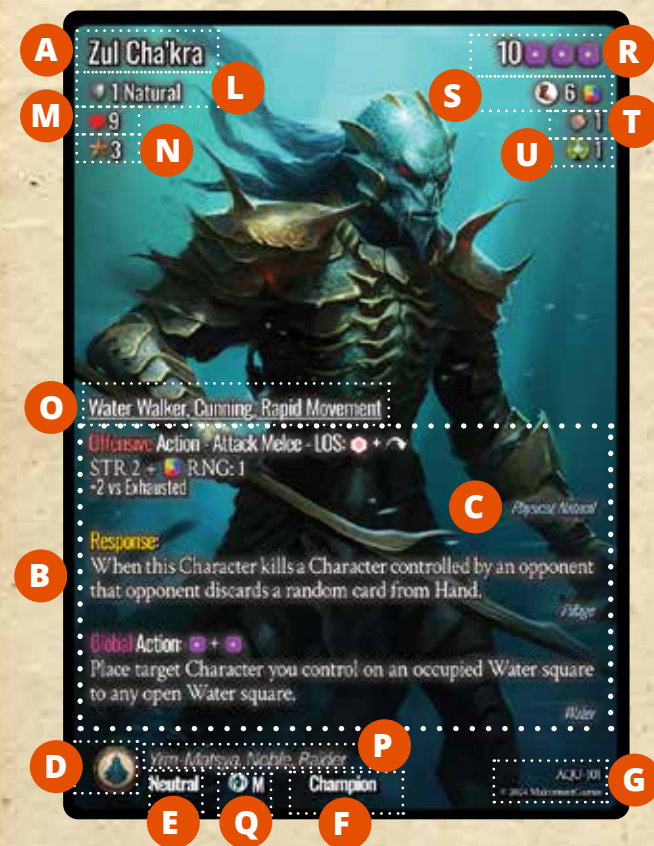 A
Zul Cha'kra
10
R
1 Natural
L
S
6
M
9
T
1
3
N
U
1
O
Water Walker, Cunning, Rapid Movement
Offensive Action - Attack Melee - LOS: +
STR 2 + RNG: 1
+2 vs Exhausted
C
Physical Natural
B
Response:
When this Character kills a Character controlled by an opponent
that opponent discards a random card from Hand.
Pillage
Global Action: +
Place target Character you control on an occupied Water square
to any open Water square.
Water
P
D
Matsya, Noble, Raider
Neutral
M
Champion
G
© 2024
E
Q
F